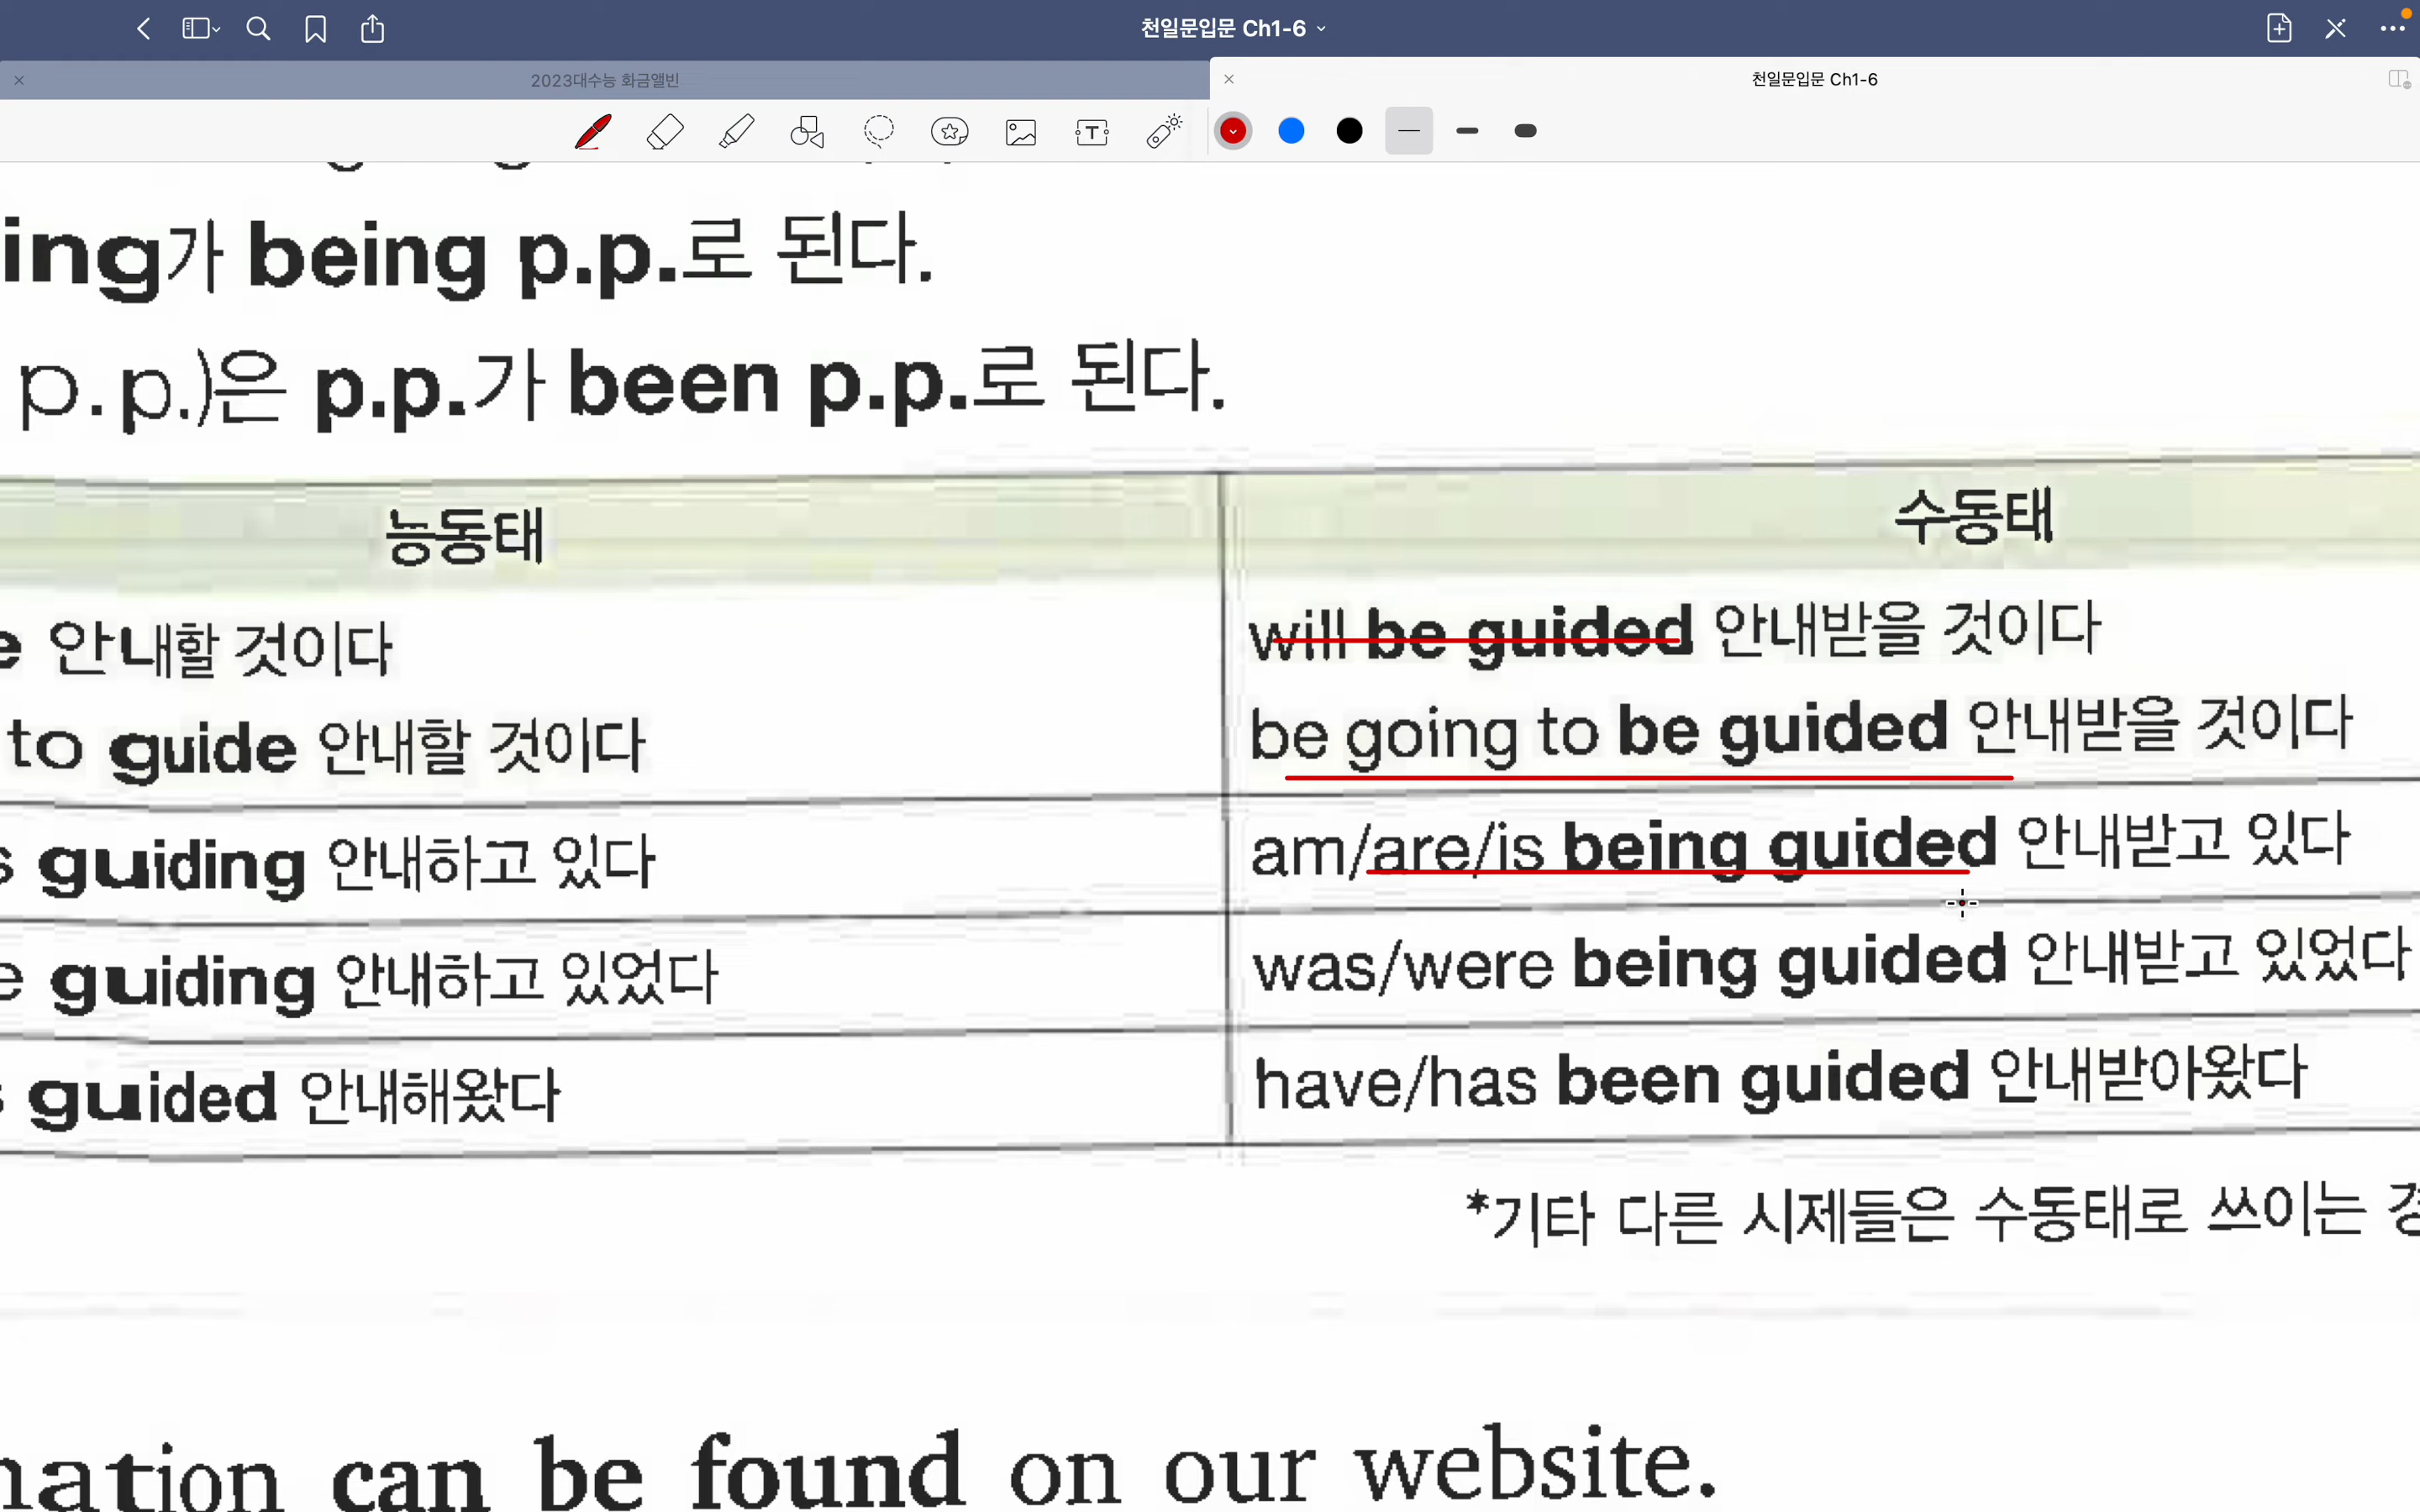 천일문입문 Ch1-6
2023대수능 화금앨빈
천일문입문 Ch1-6
ing가 being p.p.로 된다.
p.p.)은 p.p.가 been p.p.로 된다.
능동태 수동태
안내할 것이다 will be guided 안내받을 것이다
to guide 안내할 것이다 be going to be guided 안내받을 것이다
guiding 안내하고 있다 am/are/is being guided 안내받고 있다
guiding 안내하고 있었다 was/were being guided 안내받고 있었다
guided 안내해왔다 have/has been guided 안내받아왔다
*기타 다른 시제들은 수동태로 쓰이는
can be found on our website.